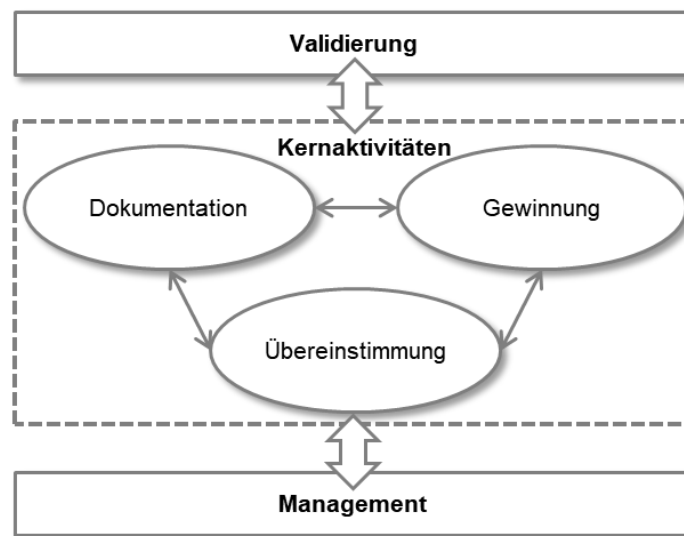 Validierung
Kernaktivitäten
Dokumentation
Gewinnung
Übereinstimmung
Management